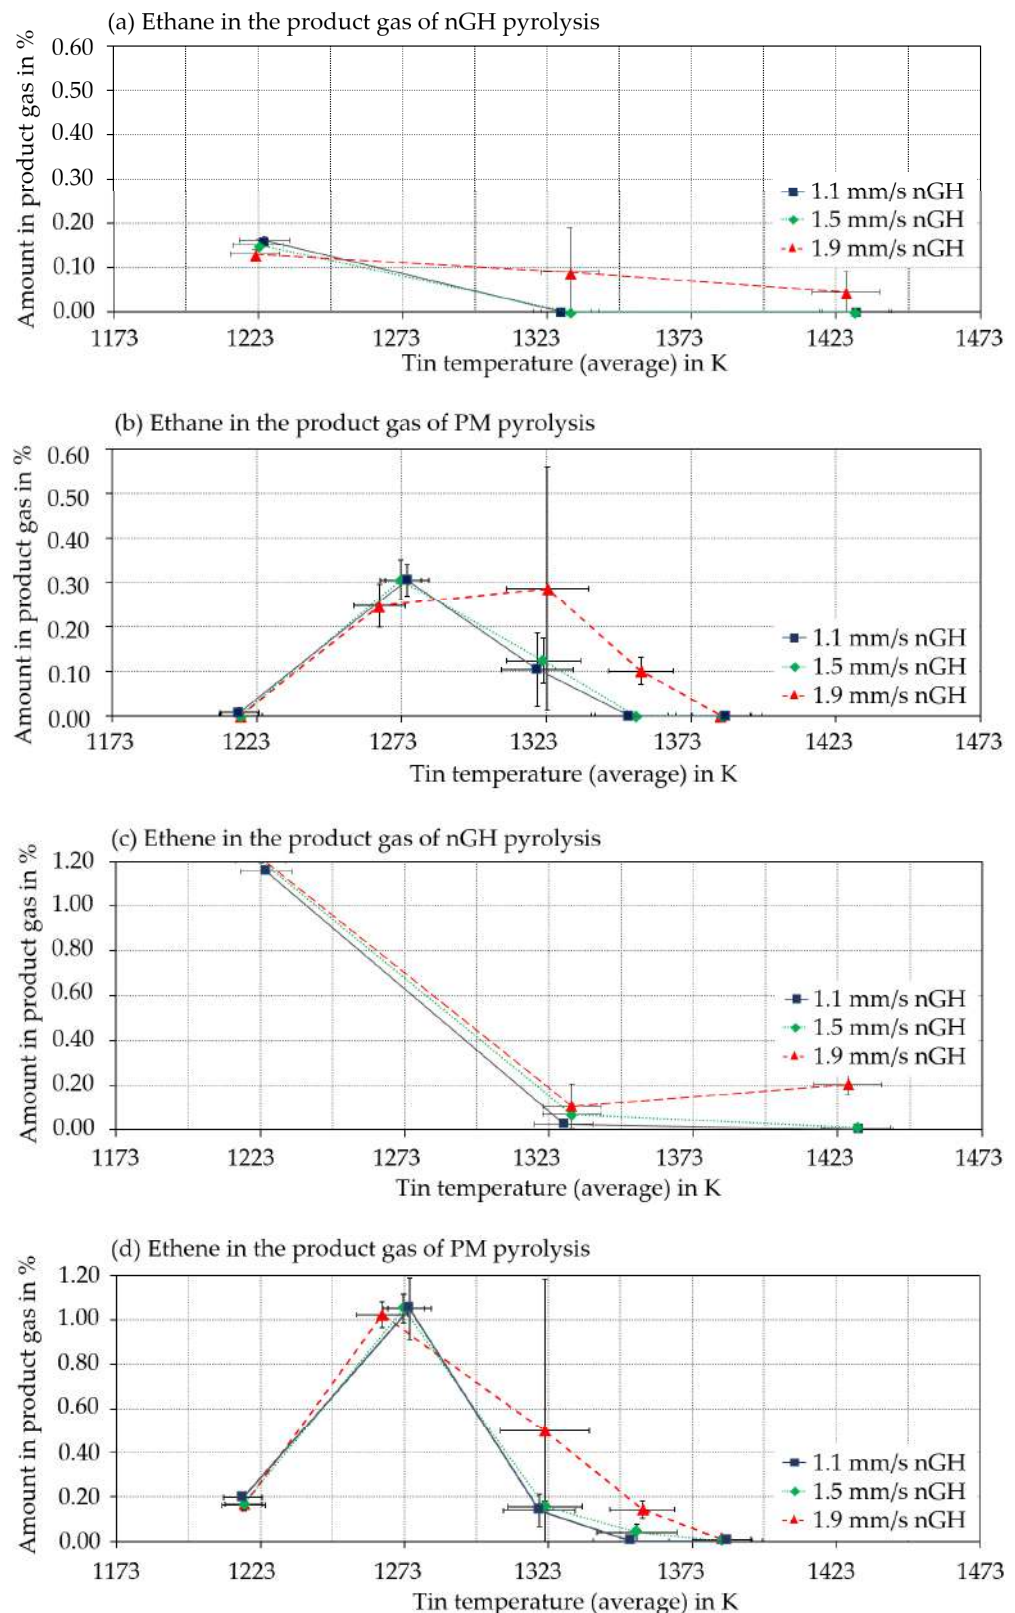 (a) Ethane in the product gas of nGH pyrolysis
Amount in product gas in %
0.60
0.50
0.40
0.30
0.20
0.10
0.00
1.1 mm/s nGH
1.5 mm/s nGH
1.9 mm/s nGH
1173 1223 1273 1323 1373 1423 1473
Tin temperature (average) in K
(b) Ethane in the product gas of PM pyrolysis
Amount in product gas in %
0.60
0.50
0.40
0.30
0.20
0.10
0.00
1.1 mm/s nGH
1.5 mm/s nGH
1.9 mm/s nGH
1173 1223 1273 1323 1373 1423 1473
Tin temperature (average) in K
(c) Ethene in the product gas of nGH pyrolysis
Amount in product gas in %
1.20
1.00
0.80
0.60
0.40
0.20
0.00
1.1 mm/s nGH
1.5 mm/s nGH
1.9 mm/s nGH
1173 1223 1273 1323 1373 1423 1473
Tin temperature (average) in K
(d) Ethene in the product gas of PM pyrolysis
Amount in product gas in %
1.20
1.00
0.80
0.60
0.40
0.20
0.00
1.1 mm/s nGH
1.5 mm/s nGH
1.9 mm/s nGH
1173 1223 1273 1323 1373 1423 1473
Tin temperature (average) in K